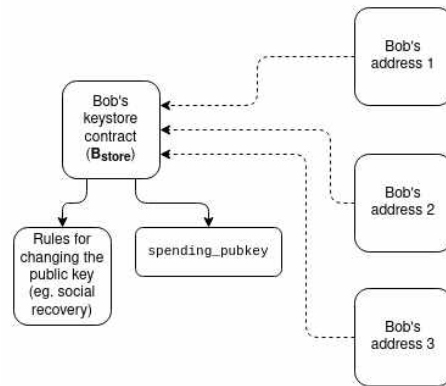 Bob's
address 1
Bob's
keystore
contract
(Bstore)
Bob's
address 2
Rules for
changing the
public key
(eg. social
recovery)
spending_pubkey
Bob's
address 3